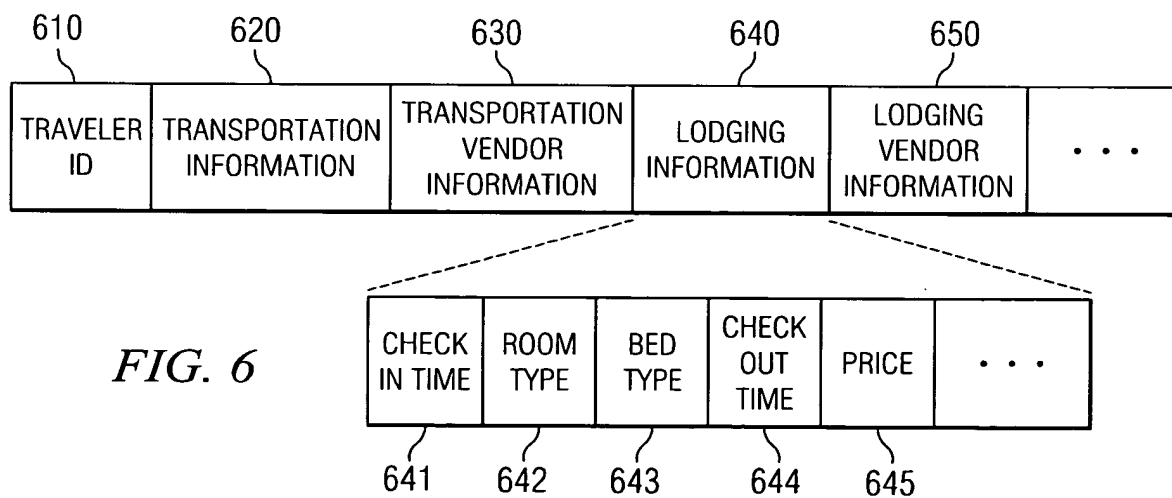 610 620 630 640 650
TRAVELER ID
TRANSPORTATION INFORMATION
TRANSPORTATION VENDOR INFORMATION
LODGING INFORMATION
LODGING VENDOR INFORMATION
. . .
CHECK IN TIME
ROOM TYPE
BED TYPE
CHECK OUT TIME
PRICE
. . .
FIG. 6
641 642 643 644 645